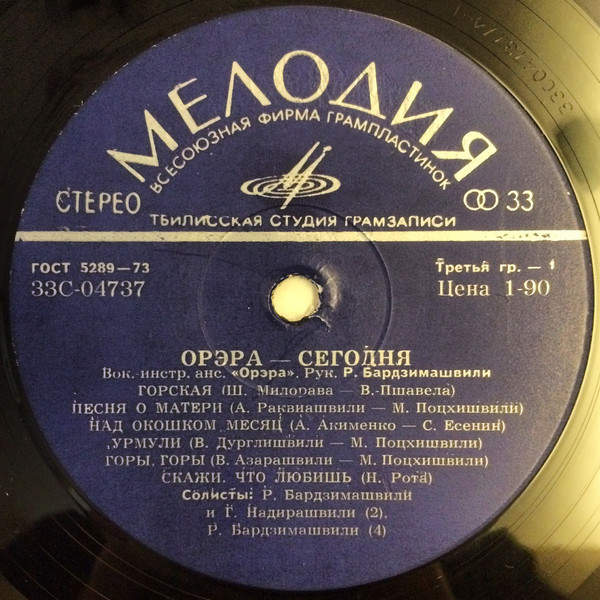 МЕЛОДИЯ
ВСЕСОЮЗНАЯ ФИРМА ГРАМПЛАСТИНОК
СТЕРЕО 33
ТБИЛИССКАЯ СТУДИЯ ГРАМЗАПИСИ
ГОСТ 5289—73 Третья гр. — 1
33С-04737 Цена 1-90
ОРЭРА — СЕГОДНЯ
Вок.-инстр. анс. «Орэра». Рук. Р. Бардзимашвили
ГОРСКАЯ (Ш. Милорава — В. Пшавела)
ПЕСНЯ О МАТЕРИ (А. Раквиашвили — М. Поцхишвили)
НАД ОКОШКОМ МЕСЯЦ (А. Акименко — С. Есенин)
УРМУЛИ (В. Дурглишвили — М. Поцхишвили)
ГОРЫ, ГОРЫ (В. Азарашвили — М. Поцхишвили)
СКАЖИ, ЧТО ЛЮБИШЬ (Н. Рота)
Солисты: Р. Бардзимашвили
и Г. Надирашвили (2),
Р. Бардзимашвили (4)